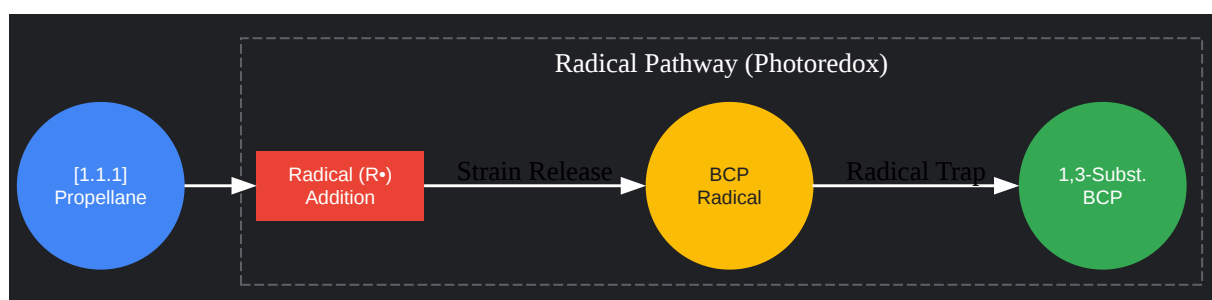 Radical Pathway (Photoredox)
[1.1.1]
Propellane
Radical (R•)
Addition
Strain Release
BCP
Radical
Radical Trap
1,3-Subst.
BCP